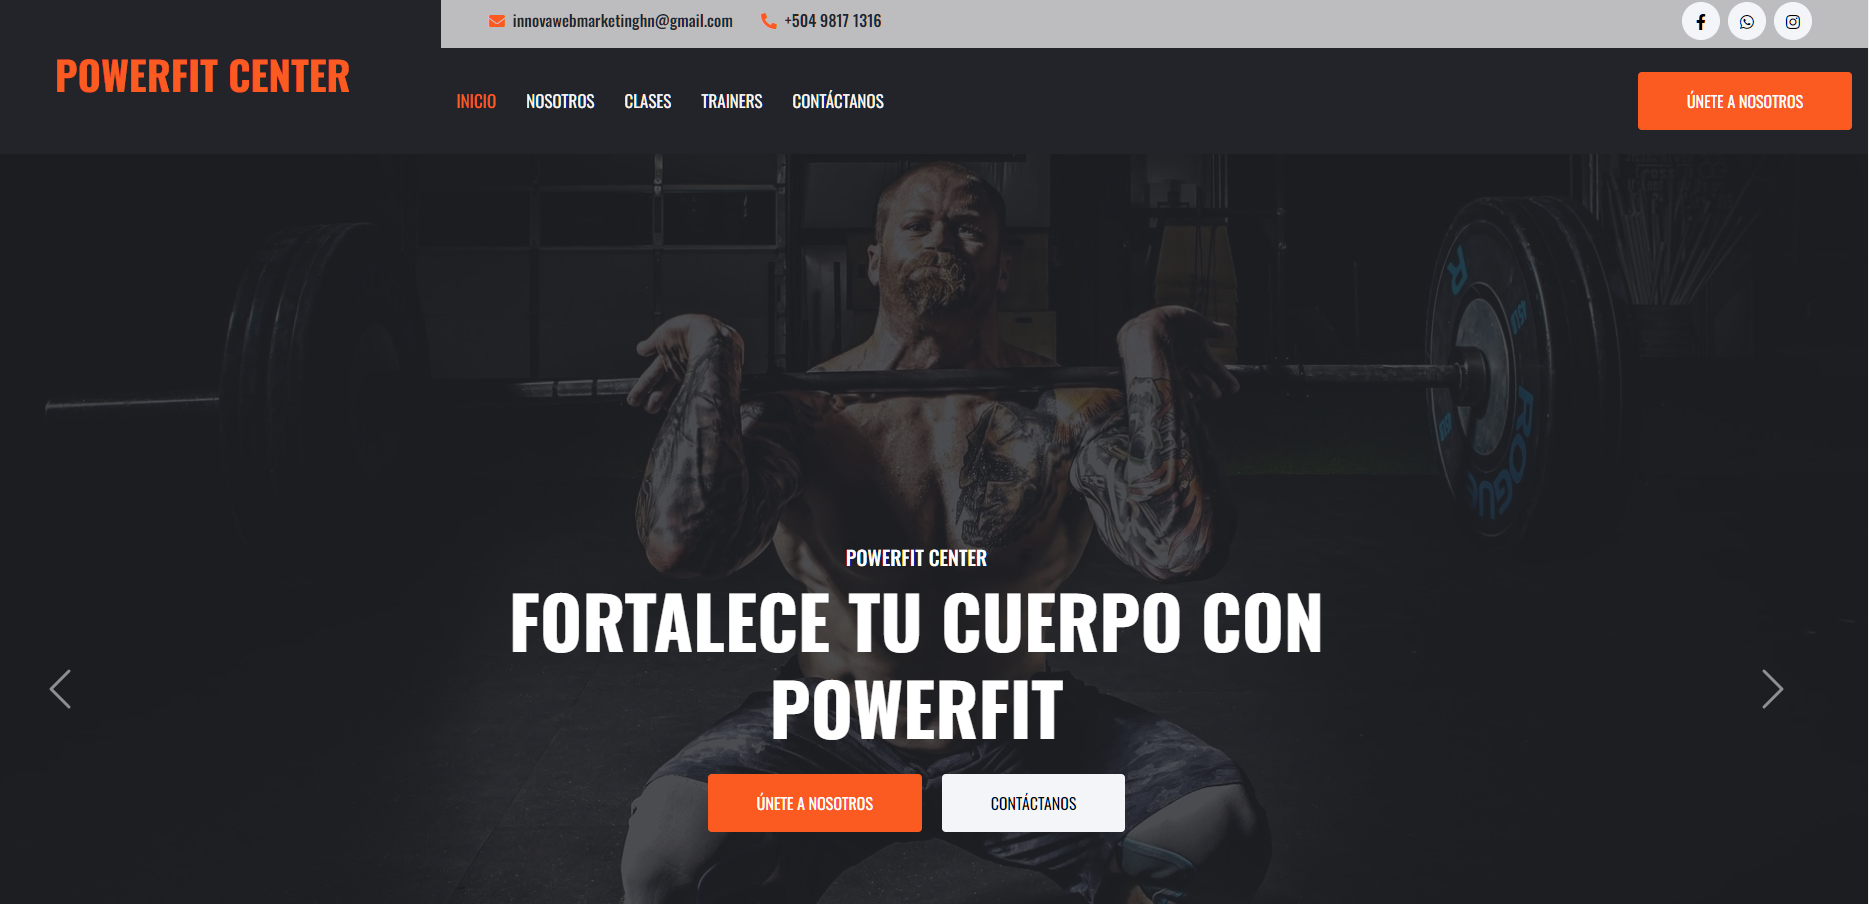 innovawebmarketinghn@gmail.com
+504 9817 1316
POWERFIT CENTER
INICIO
NOSOTROS
CLASES
TRAINERS
CONTÁCTANOS
ÚNETE A NOSOTROS
R
ROGUE
POWERFIT CENTER
FORTALECE TU CUERPO CON
POWERFIT
ÚNETE A NOSOTROS
CONTÁCTANOS